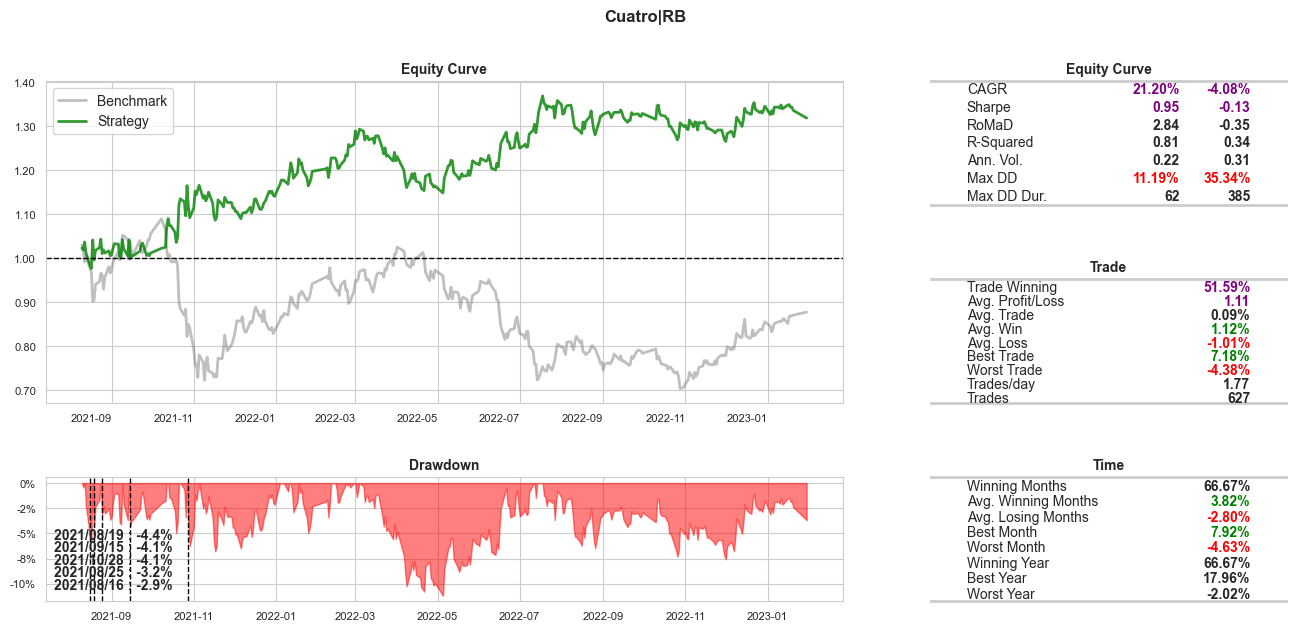 Cuatro|RB
Equity Curve
1.40
1.30
1.20
1.10
1.00
0.90
0.80
0.70
Benchmark
Strategy
2021-09 2021-11 2022-01 2022-03 2022-05 2022-07 2022-09 2022-11 2023-01
Equity Curve
CAGR 21.20% -4.08%
Sharpe 0.95 -0.13
RoMaD 2.84 -0.35
R-Squared 0.81 0.34
Ann. Vol. 0.22 0.31
Max DD 11.19% 35.34%
Max DD Dur. 62 385
Trade
Trade Winning 51.59%
Avg. Profit/Loss 1.11
Avg. Trade 0.09%
Avg. Win 1.12%
Avg. Loss -1.01%
Best Trade 7.18%
Worst Trade -4.38%
Trades/day 1.77
Trades 627
Drawdown
0%
-2%
-5%
-8%
-10%
2021/08/19 -4.4%
2021/09/15 -4.1%
2021/10/28 -4.1%
2021/08/25 -3.2%
2021/08/16 -2.9%
2021-09 2021-11 2022-01 2022-03 2022-05 2022-07 2022-09 2022-11 2023-01
Time
Winning Months 66.67%
Avg. Winning Months 3.82%
Avg. Losing Months -2.80%
Best Month 7.92%
Worst Month -4.63%
Winning Year 66.67%
Best Year 17.96%
Worst Year -2.02%